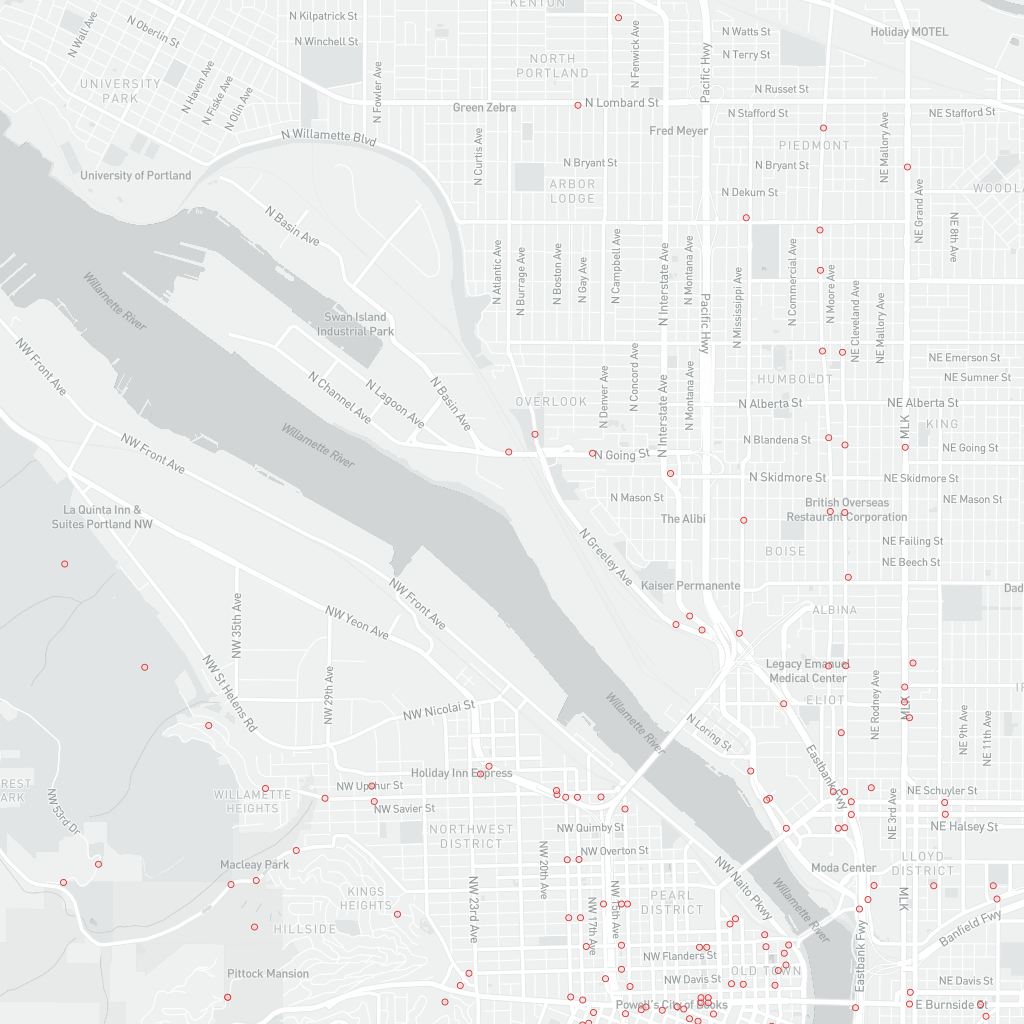 KENTON
N Kilpatrick St
N Wall Ave
N Oberlin St
N Winchell St
N Watts St
Holiday MOTEL
N Fenwick Ave
Pacific Hwy
N Terry St
NORTH
PORTLAND
UNIVERSITY
PARK
N Haven Ave
N Fiske Ave
N Olin Ave
N Fowler Ave
N Russet St
Green Zebra
N Lombard St
N Stafford St
NE Stafford St
Fred Meyer
N Willamette Blvd
N Curtis Ave
PIEDMONT
NE Mallory Ave
N Bryant St
N Bryant St
University of Portland
ARBOR
LODGE
N Dekum St
NE Grand Ave
WOODLA
N Basin Ave
NE 8th Ave
N Atlantic Ave
N Burrage Ave
N Boston Ave
N Gay Ave
N Campbell Ave
N Interstate Ave
N Montana Ave
N Mississippi Ave
N Commercial Ave
N Moore Ave
NE Cleveland Ave
NE Mallory Ave
Willamette River
Swan Island
Industrial Park
Pacific Hwy
NW Front Ave
NE Emerson St
N Channel Ave
N Lagoon Ave
N Basin Ave
N Denver Ave
N Concord Ave
N Interstate Ave
N Montana Ave
HUMBOLDT
NE Sumner St
OVERLOOK
N Alberta St
NE Alberta St
MLK
KING
NW Front Ave
Willamette River
N Blandena St
NE Going St
N Going St
N Skidmore St
NE Skidmore St
N Mason St
NE Mason St
La Quinta Inn &
Suites Portland NW
British Overseas
Restaurant Corporation
The Alibi
N Greeley Ave
BOISE
NE Failing St
NE Beech St
NW Front Ave
Kaiser Permanente
Dad
NW 35th Ave
NW Yeon Ave
ALBINA
NW St Helens Rd
NW 29th Ave
Legacy Emanuel
Medical Center
NE Rodney Ave
Willamette River
ELIOT
MLK
NW Nicolai St
N Loring St
NE 9th Ave
NE 11th Ave
Eastbank Fwy
Holiday Inn Express
REST
PARK
NW 53rd Dr
WILLAMETTE
HEIGHTS
NW Upshur St
NW Savier St
NE Schuyler St
NE 3rd Ave
NORTHWEST
DISTRICT
NW Quimby St
NE Halsey St
Macleay Park
NW 20th Ave
NW Overton St
NW Naito Pkwy
Moda Center
LLOYD
DISTRICT
KINGS
HEIGHTS
NW 23rd Ave
NW 17th Ave
NW 15th Ave
PEARL
DISTRICT
Willamette River
MLK
HILLSIDE
Eastbank Fwy
Banfield Fwy
NW Flanders St
Pittock Mansion
NW Davis St
OLD TOWN
NE Davis St
Powell's City of Books
E Burnside St